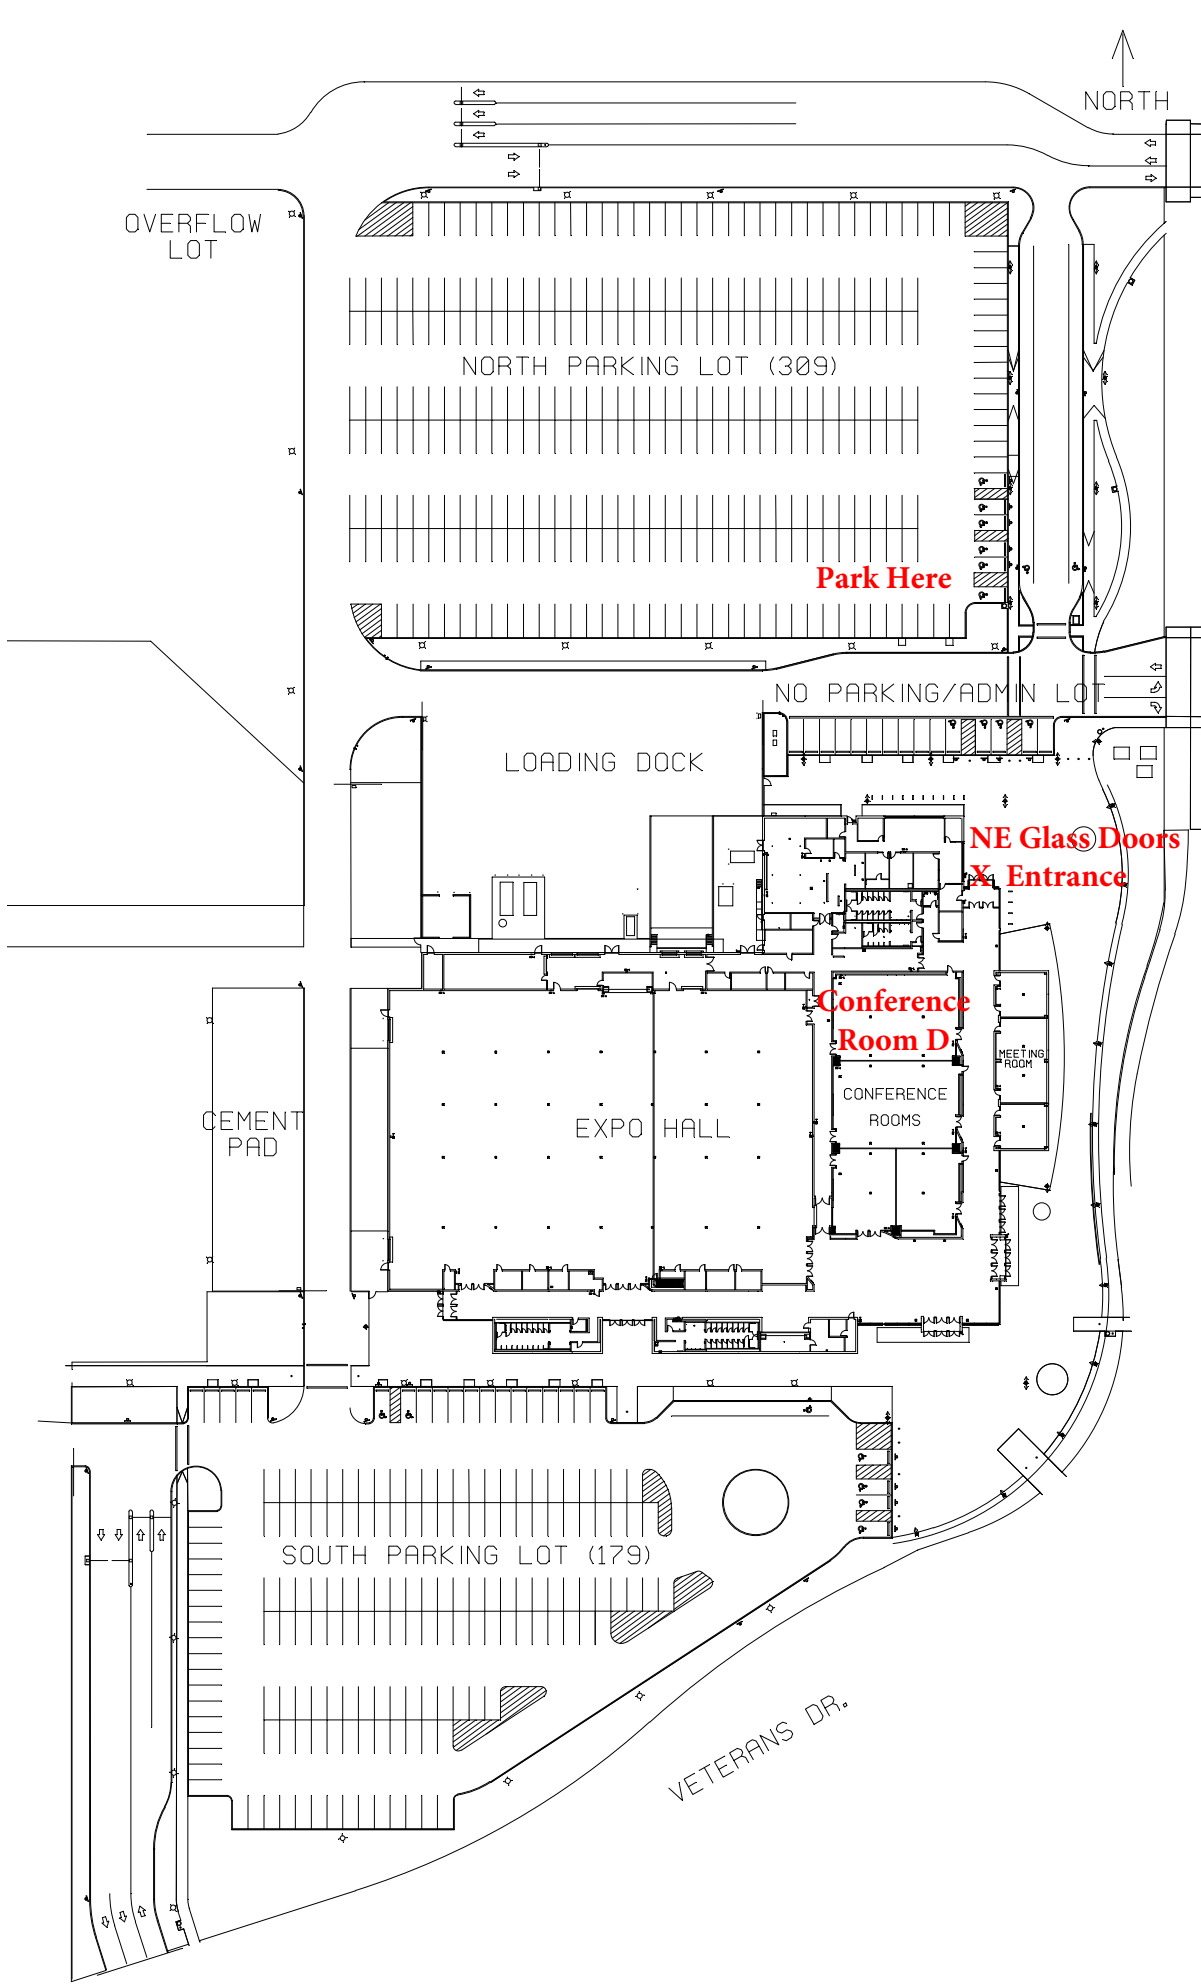 NORTH
OVERFLOW
LOT
NORTH PARKING LOT (309)
Park Here
NO PARKING/ADMIN LOT
LOADING DOCK
NE Glass Doors
X Entrance
Conference
Room D
MEETING
ROOM
CONFERENCE
ROOMS
CEMENT
PAD
EXPO HALL
SOUTH PARKING LOT (179)
VETERANS DR.